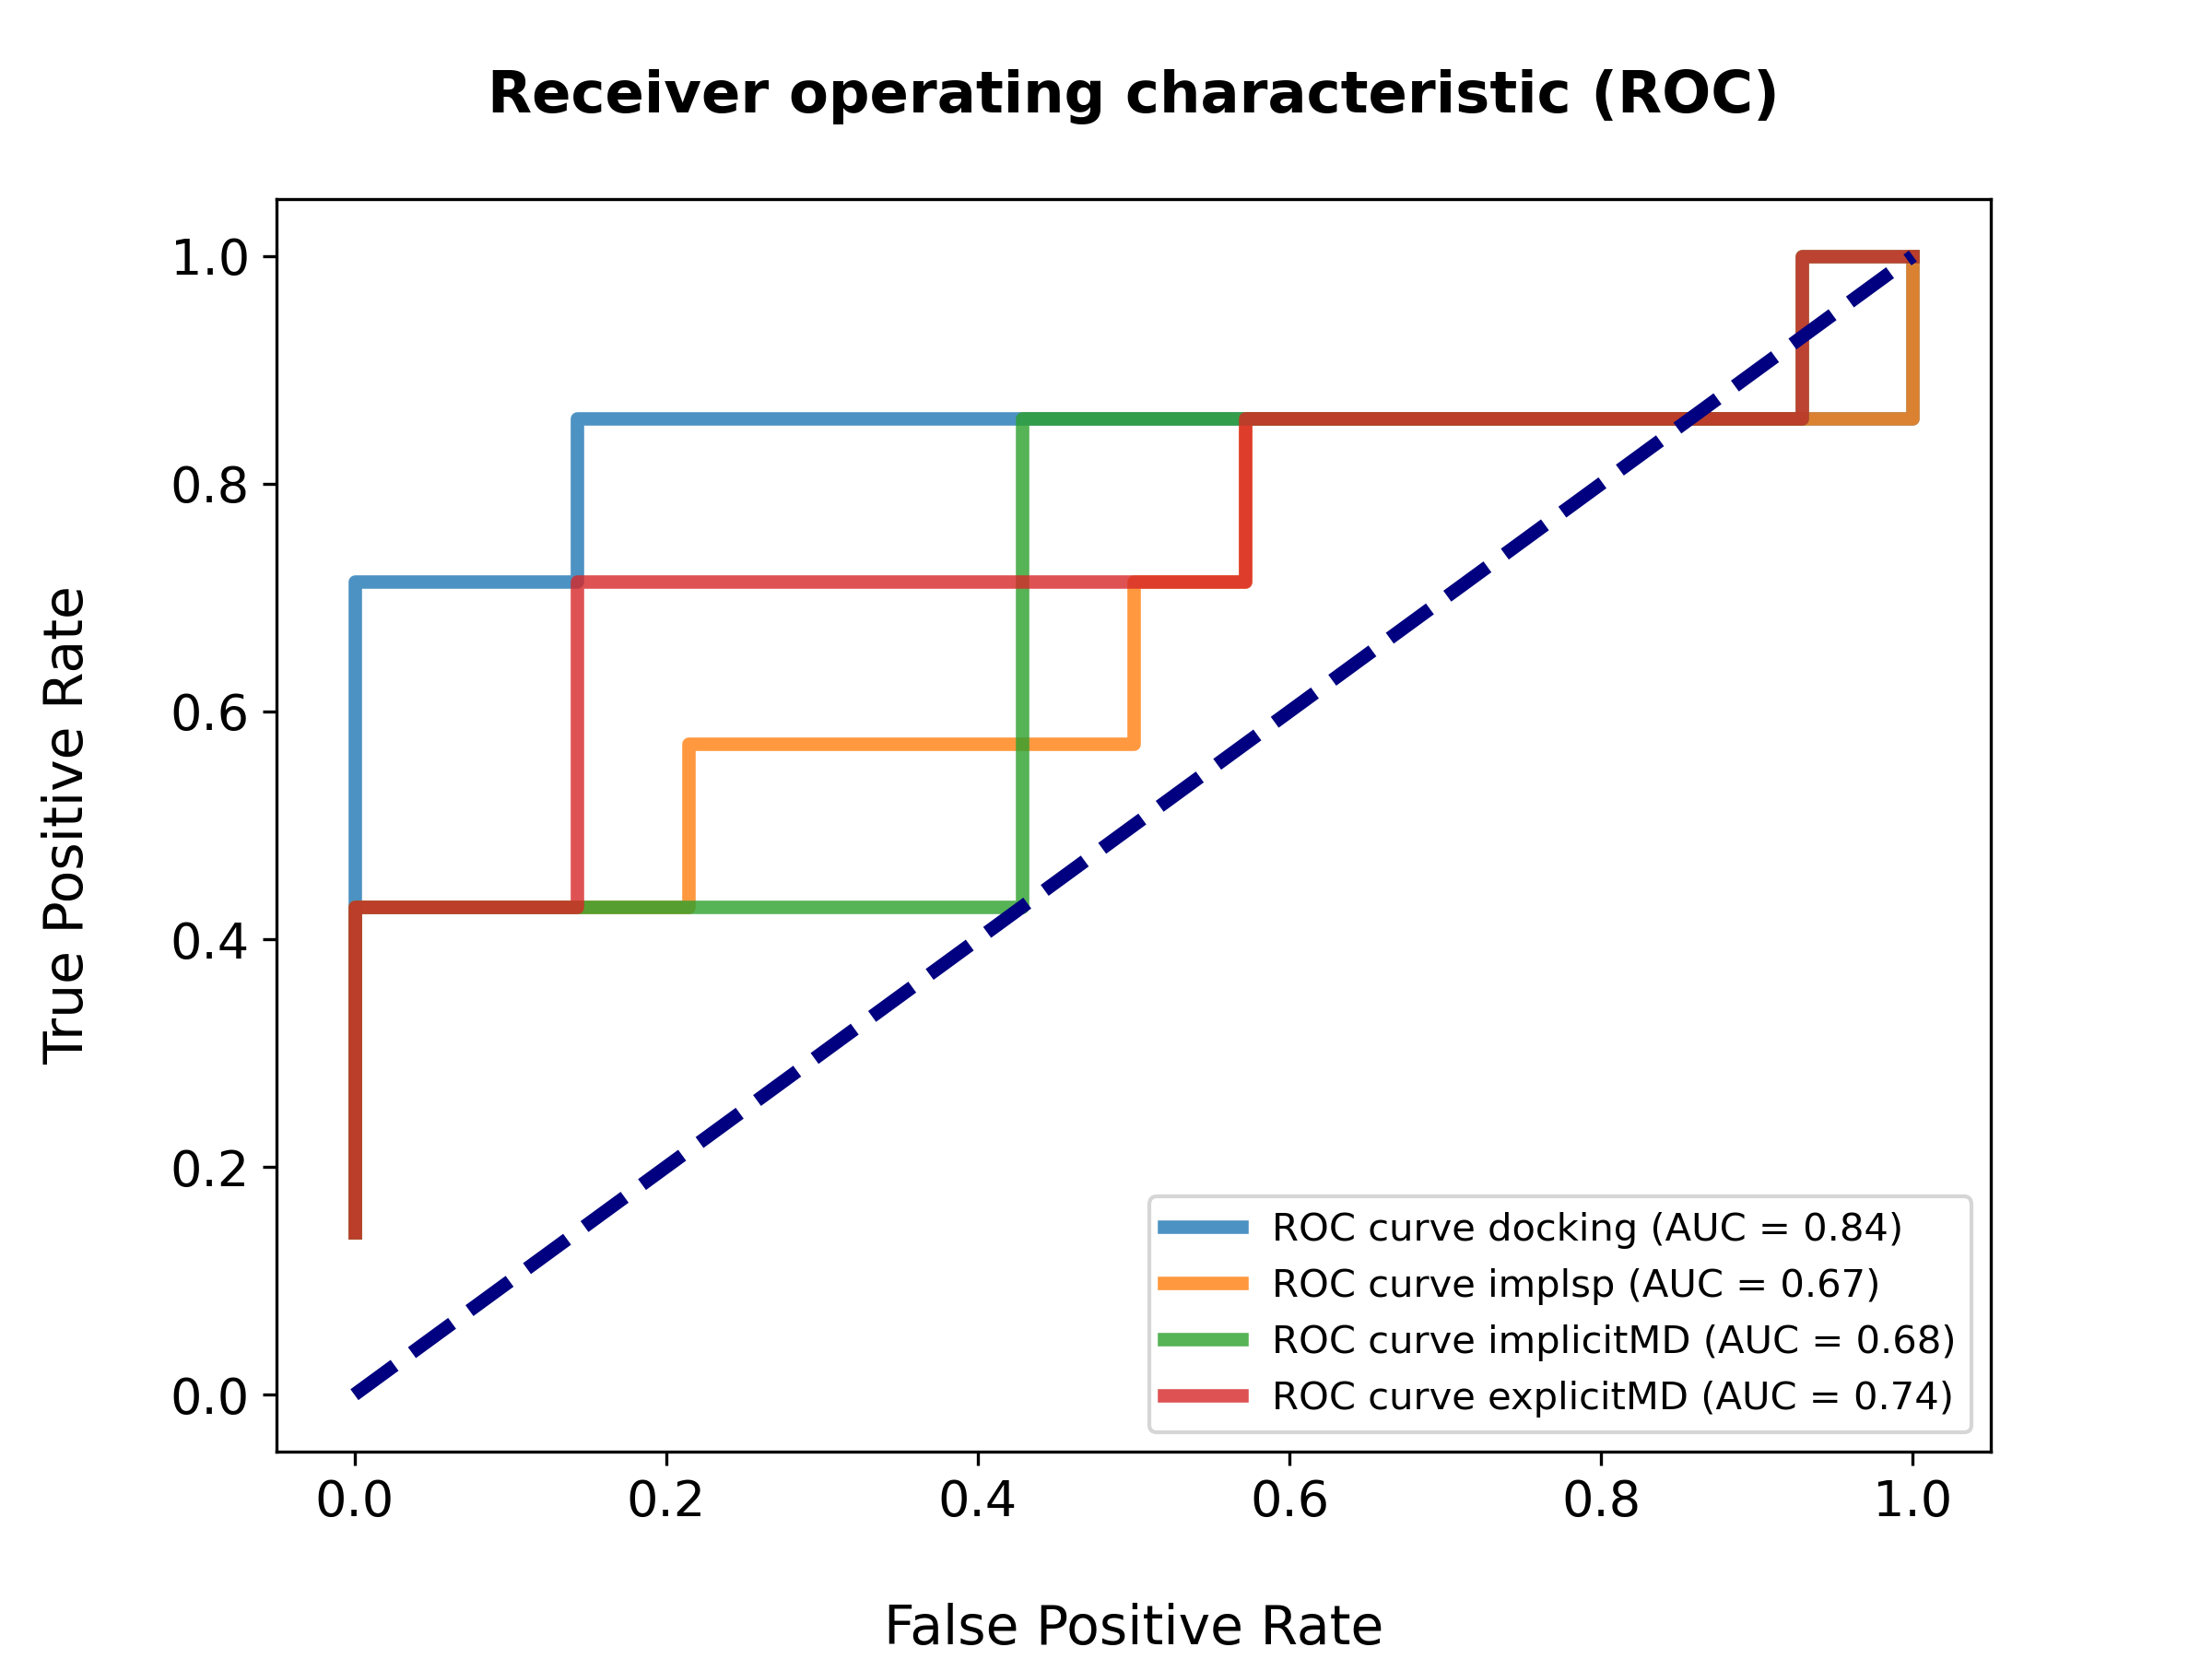 Receiver operating characteristic (ROC)
1.0
0.8
0.6
0.4
0.2
0.0
True Positive Rate
ROC curve docking (AUC = 0.84)
ROC curve implsp (AUC = 0.67)
ROC curve implicitMD (AUC = 0.68)
ROC curve explicitMD (AUC = 0.74)
0.0 0.2 0.4 0.6 0.8 1.0
False Positive Rate